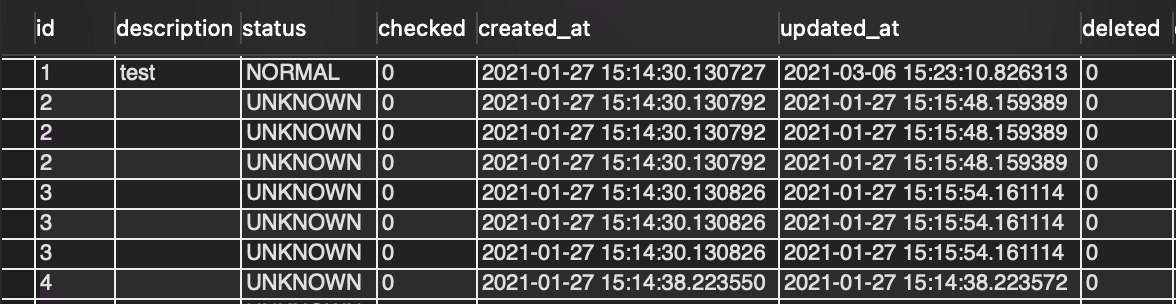 id description status checked created_at updated_at deleted
1 test NORMAL 0 2021-01-27 15:14:30.130727 2021-03-06 15:23:10.826313 0
2 UNKNOWN 0 2021-01-27 15:14:30.130792 2021-01-27 15:15:48.159389 0
2 UNKNOWN 0 2021-01-27 15:14:30.130792 2021-01-27 15:15:48.159389 0
2 UNKNOWN 0 2021-01-27 15:14:30.130792 2021-01-27 15:15:48.159389 0
3 UNKNOWN 0 2021-01-27 15:14:30.130826 2021-01-27 15:15:54.161114 0
3 UNKNOWN 0 2021-01-27 15:14:30.130826 2021-01-27 15:15:54.161114 0
3 UNKNOWN 0 2021-01-27 15:14:30.130826 2021-01-27 15:15:54.161114 0
4 UNKNOWN 0 2021-01-27 15:14:38.223550 2021-01-27 15:14:38.223572 0